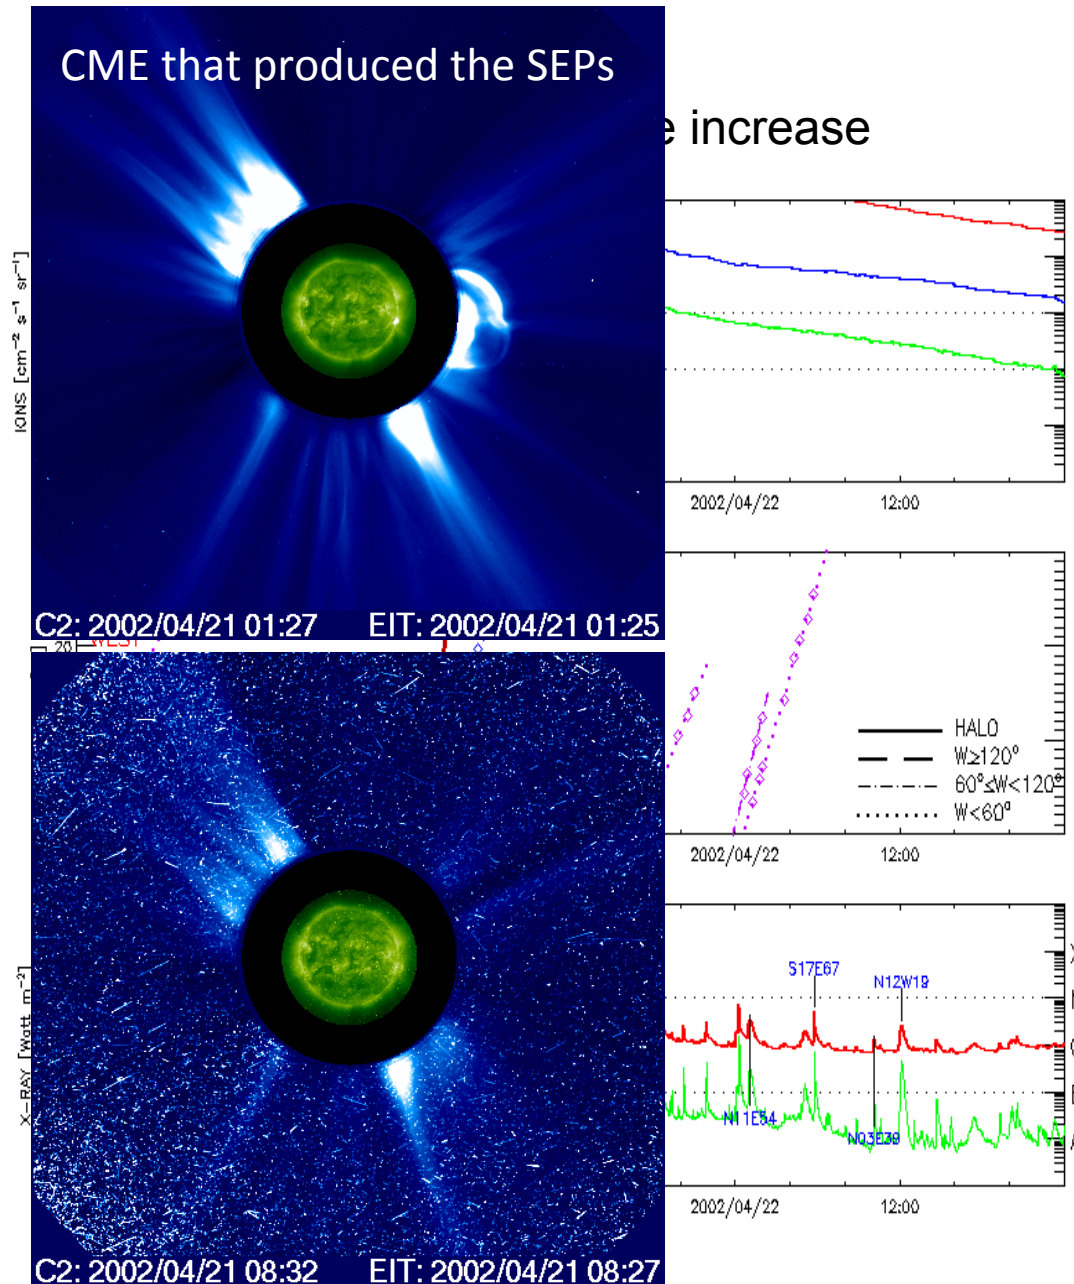 CME that produced the SEPs
increase
IONS [cm⁻² s⁻¹ sr⁻¹]
2002/04/22 12:00
C2: 2002/04/21 01:27 EIT: 2002/04/21 01:25
20 WEST
HALO
W≥120°
60°≤W<120°
W<60°
2002/04/22 12:00
X-RAY [Watt m⁻²]
S17E67
N12W19
N11E54
2002/04/22 12:00
C2: 2002/04/21 08:32 EIT: 2002/04/21 08:27